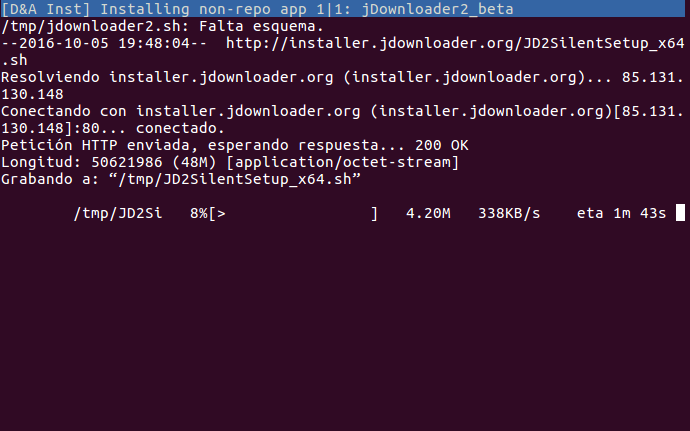 [D&A Inst] Installing non-repo app 1|1: jDownloader2_beta
/tmp/jdownloader2.sh: Falta esquema.
--2016-10-05 19:48:04--  http://installer.jdownloader.org/JD2SilentSetup_x64
.sh
Resolviendo installer.jdownloader.org (installer.jdownloader.org)... 85.131.
130.148
Conectando con installer.jdownloader.org (installer.jdownloader.org)[85.131.
130.148]:80... conectado.
Petición HTTP enviada, esperando respuesta... 200 OK
Longitud: 50621986 (48M) [application/octet-stream]
Grabando a: “/tmp/JD2SilentSetup_x64.sh”
/tmp/JD2Si   8%[>                ]   4.20M   338KB/s    eta 1m 43s